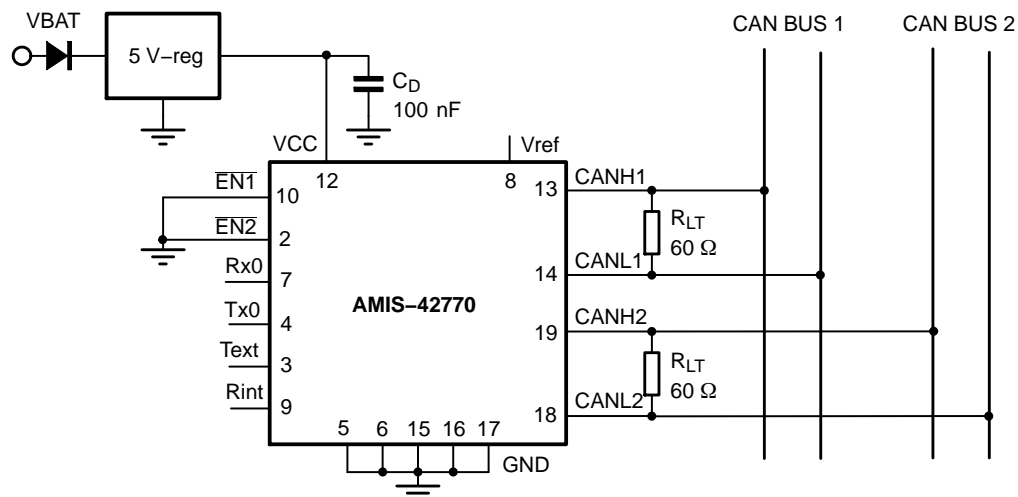 VBAT
5 V−reg
CAN BUS 1
CAN BUS 2
C_D
100 nF
VCC
Vref
12
8
EN1
10
13
CANH1
EN2
2
R_LT
60 Ω
Rx0
7
14
CANL1
AMIS−42770
Tx0
4
19
CANH2
Text
3
R_LT
60 Ω
Rint
9
18
CANL2
5 6 15 16 17
GND